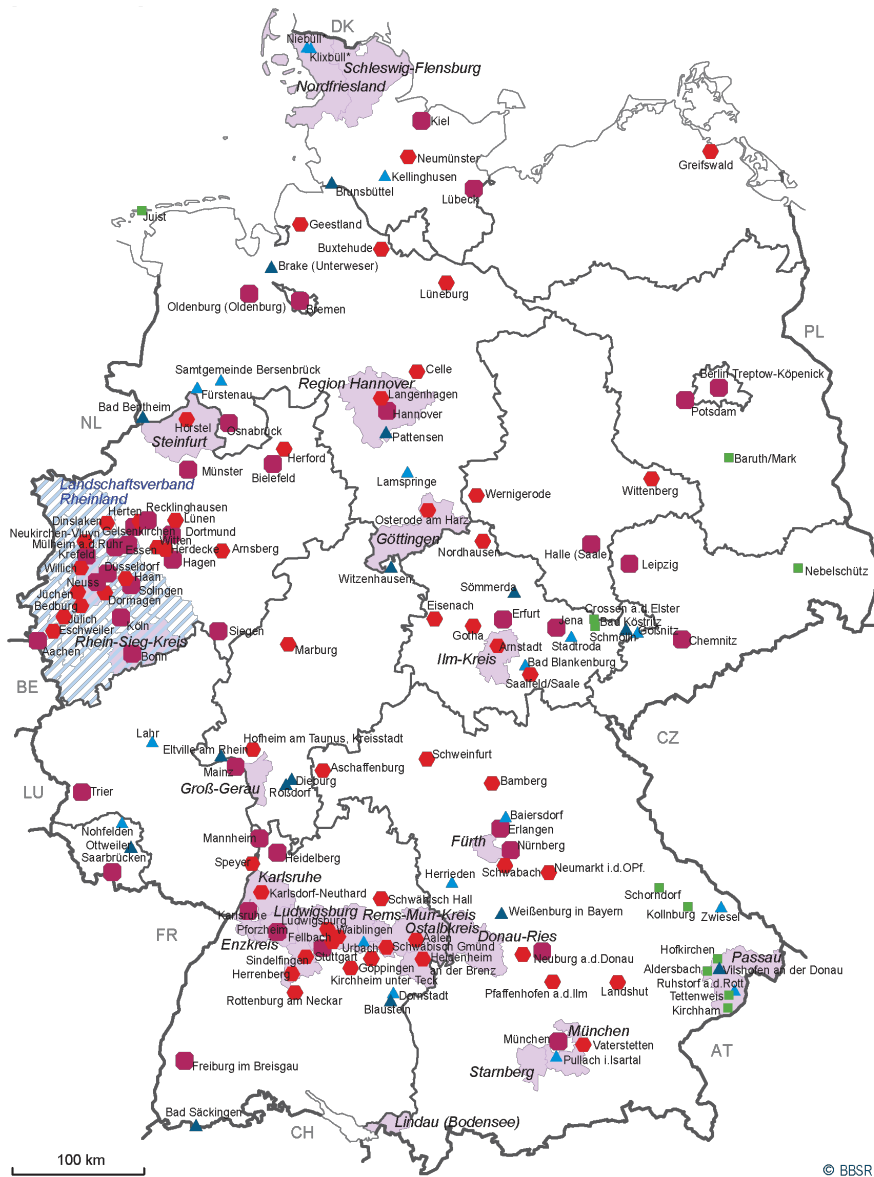 DK
Niebüll
Klixbüll*
Schleswig-Flensburg
Nordfriesland
Kiel
Neumünster
Greifswald
Kellinghusen
Brunsbüttel
Lübeck
Juist
Geestland
Buxtehude
Brake (Unterweser)
Lüneburg
Oldenburg (Oldenburg)
Bremen
PL
Samtgemeinde Bersenbrück
Celle
Region Hannover
Berlin Treptow-Köpenick
Fürstenau
Langenhagen
Bad Bentheim
Hannover
Potsdam
NL
Hörstel
Osnabrück
Pattensen
Steinfurt
Herford
Baruth/Mark
Münster
Bielefeld
Lamspringe
Wittenberg
Landschaftsverband
Rheinland
Wernigerode
Herten
Recklinghausen
Dinslaken
Lünen
Osterode am Harz
Neukirchen-Vluyn
Gelsenkirchen
Dortmund
Göttingen
Mülheim a.d.Ruhr
Witten
Krefeld
Essen
Herdecke
Arnsberg
Nordhausen
Halle (Saale)
Hagen
Leipzig
Willich
Düsseldorf
Witzenhausen
Nebelschütz
Neuss
Haan
Solingen
Sömmerda
Jüchen
Dormagen
Bedburg
Crossen a.d.Elster
Eisenach
Erfurt
Jülich
Köln
Jena
Bad Köstritz
Eschweiler
Siegen
Gotha
Schmölln
Gößnitz
Rhein-Sieg-Kreis
Marburg
Arnstadt
Stadtroda
Chemnitz
Aachen
Bonn
Ilm-Kreis
Bad Blankenburg
Saalfeld/Saale
BE
CZ
Lahr
Hofheim am Taunus, Kreisstadt
Eltville am Rhein
Schweinfurt
Mainz
Aschaffenburg
Dieburg
Bamberg
LU
Trier
Groß-Gerau
Roßdorf
Baiersdorf
Nohfelden
Erlangen
Mannheim
Fürth
Ottweiler
Nürnberg
Saarbrücken
Heidelberg
Speyer
Schwabach
Neumarkt i.d.OPf.
Karlsruhe
Herrieden
Karlsdorf-Neuthard
Schorndorf
Schwäbisch Hall
Kollnburg
Karlsruhe
Ludwigsburg
Rems-Murr-Kreis
Weißenburg in Bayern
Zwiesel
Ludwigsburg
Pforzheim
Waiblingen
Ostalbkreis
FR
Fellbach
Aalen
Donau-Ries
Enzkreis
Urbach
Schwäbisch Gmünd
Hofkirchen
Passau
Sindelfingen
Stuttgart
Heidenheim
an der Brenz
Neuburg a.d.Donau
Göppingen
Aldersbach
Vilshofen an der Donau
Herrenberg
Kirchheim unter Teck
Ruhstorf a.d.Rott
Pfaffenhofen a.d.Ilm
Landshut
Tettenweis
Rottenburg am Neckar
Dornstadt
Blaustein
Kirchham
München
München
Vaterstetten
AT
Pullach i.Isartal
Freiburg im Breisgau
Starnberg
Bad Säckingen
Lindau (Bodensee)
CH
100 km
© BBSR